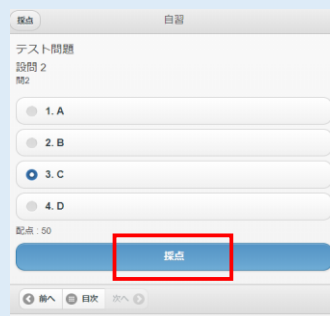 採点 自習
テスト問題
設問 2
問2
1. A
2. B
3. C
4. D
配点 : 50
採点
前へ 目次 次へ